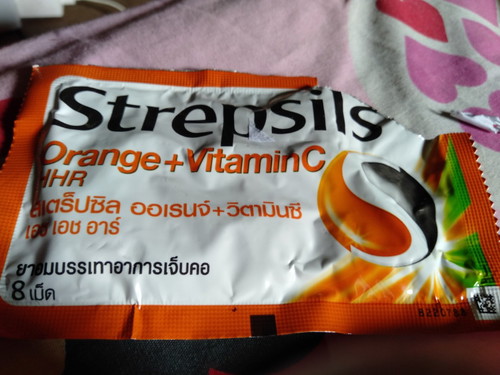 Strepsils
Orange+VitaminC
HHR
สเตร็ปซิล ออเรนจ์+วิตามินซี
เอช เอช อาร์
ยาอมบรรเทาอาการเจ็บคอ
8 เม็ด